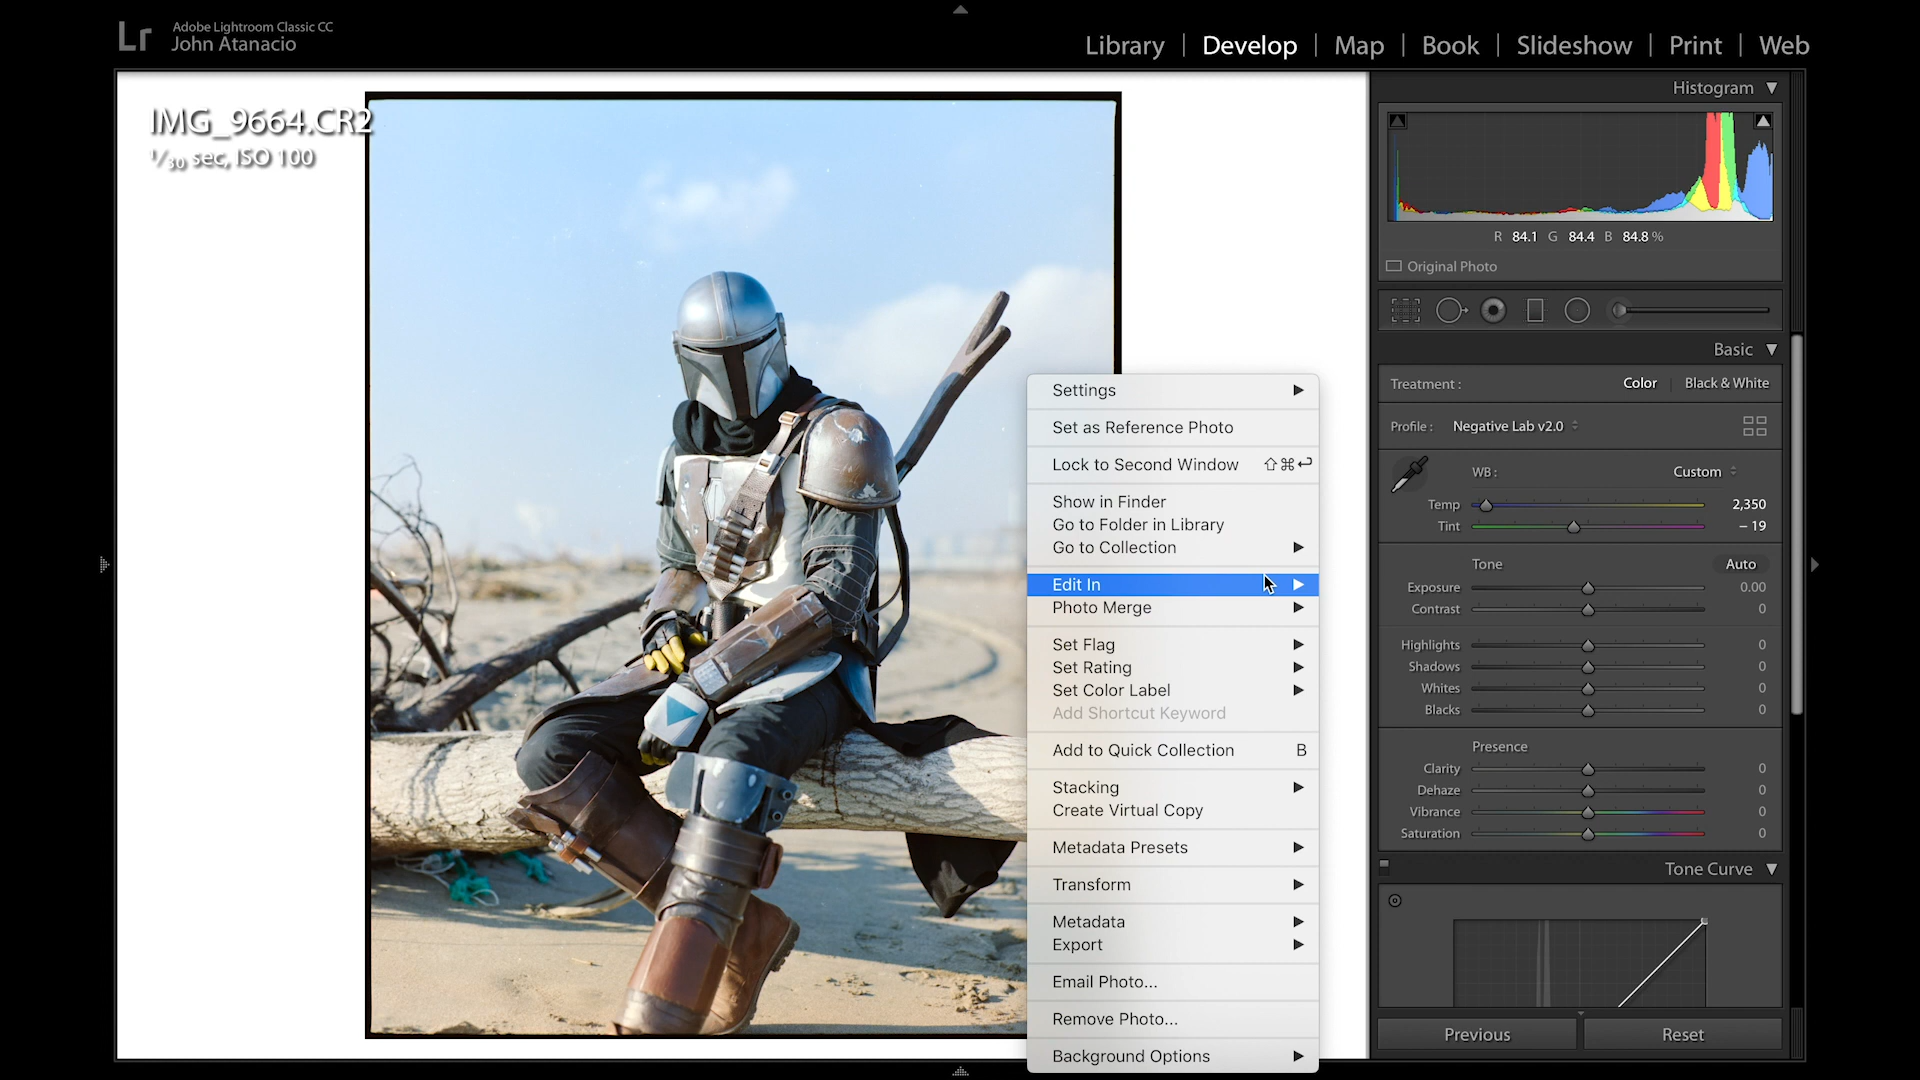 Lr
Adobe Lightroom Classic CC
John Atanacio
Library | Develop | Map | Book | Slideshow | Print | Web
IMG_9664.CR2
1/30 sec, ISO 100
Histogram
R 84.1 G 84.4 B 84.8 %
Original Photo
Basic
Treatment : Color Black & White
Profile : Negative Lab v2.0
WB : Custom
Temp 2,350
Tint – 19
Tone Auto
Exposure 0.00
Contrast 0
Highlights 0
Shadows 0
Whites 0
Blacks 0
Presence
Clarity 0
Dehaze 0
Vibrance 0
Saturation 0
Tone Curve
Previous Reset
Settings
Set as Reference Photo
Lock to Second Window ⇧⌘↩
Show in Finder
Go to Folder in Library
Go to Collection
Edit In
Photo Merge
Set Flag
Set Rating
Set Color Label
Add Shortcut Keyword
Add to Quick Collection B
Stacking
Create Virtual Copy
Metadata Presets
Transform
Metadata
Export
Email Photo...
Remove Photo...
Background Options